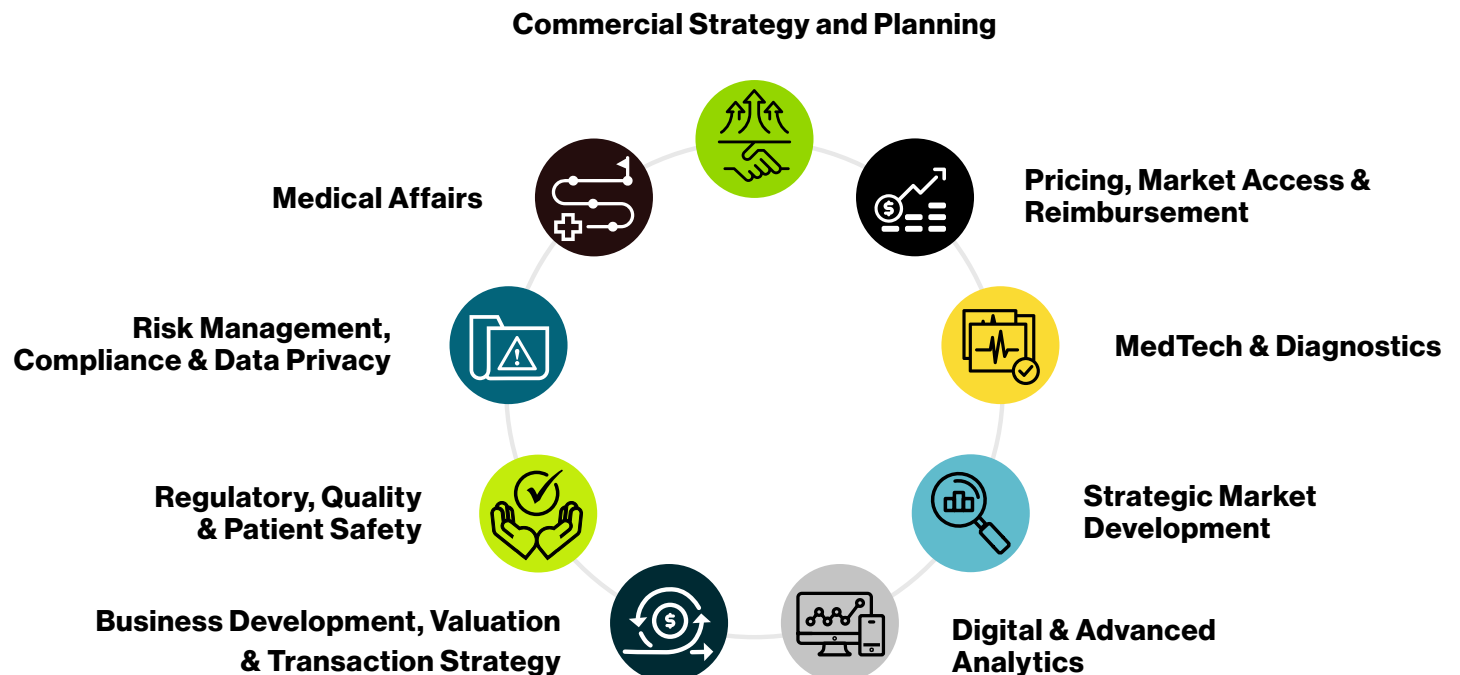 Commercial Strategy and Planning
Pricing, Market Access &
Reimbursement
MedTech & Diagnostics
Strategic Market
Development
Digital & Advanced
Analytics
Business Development, Valuation
& Transaction Strategy
Regulatory, Quality
& Patient Safety
Risk Management,
Compliance & Data Privacy
Medical Affairs
$
$